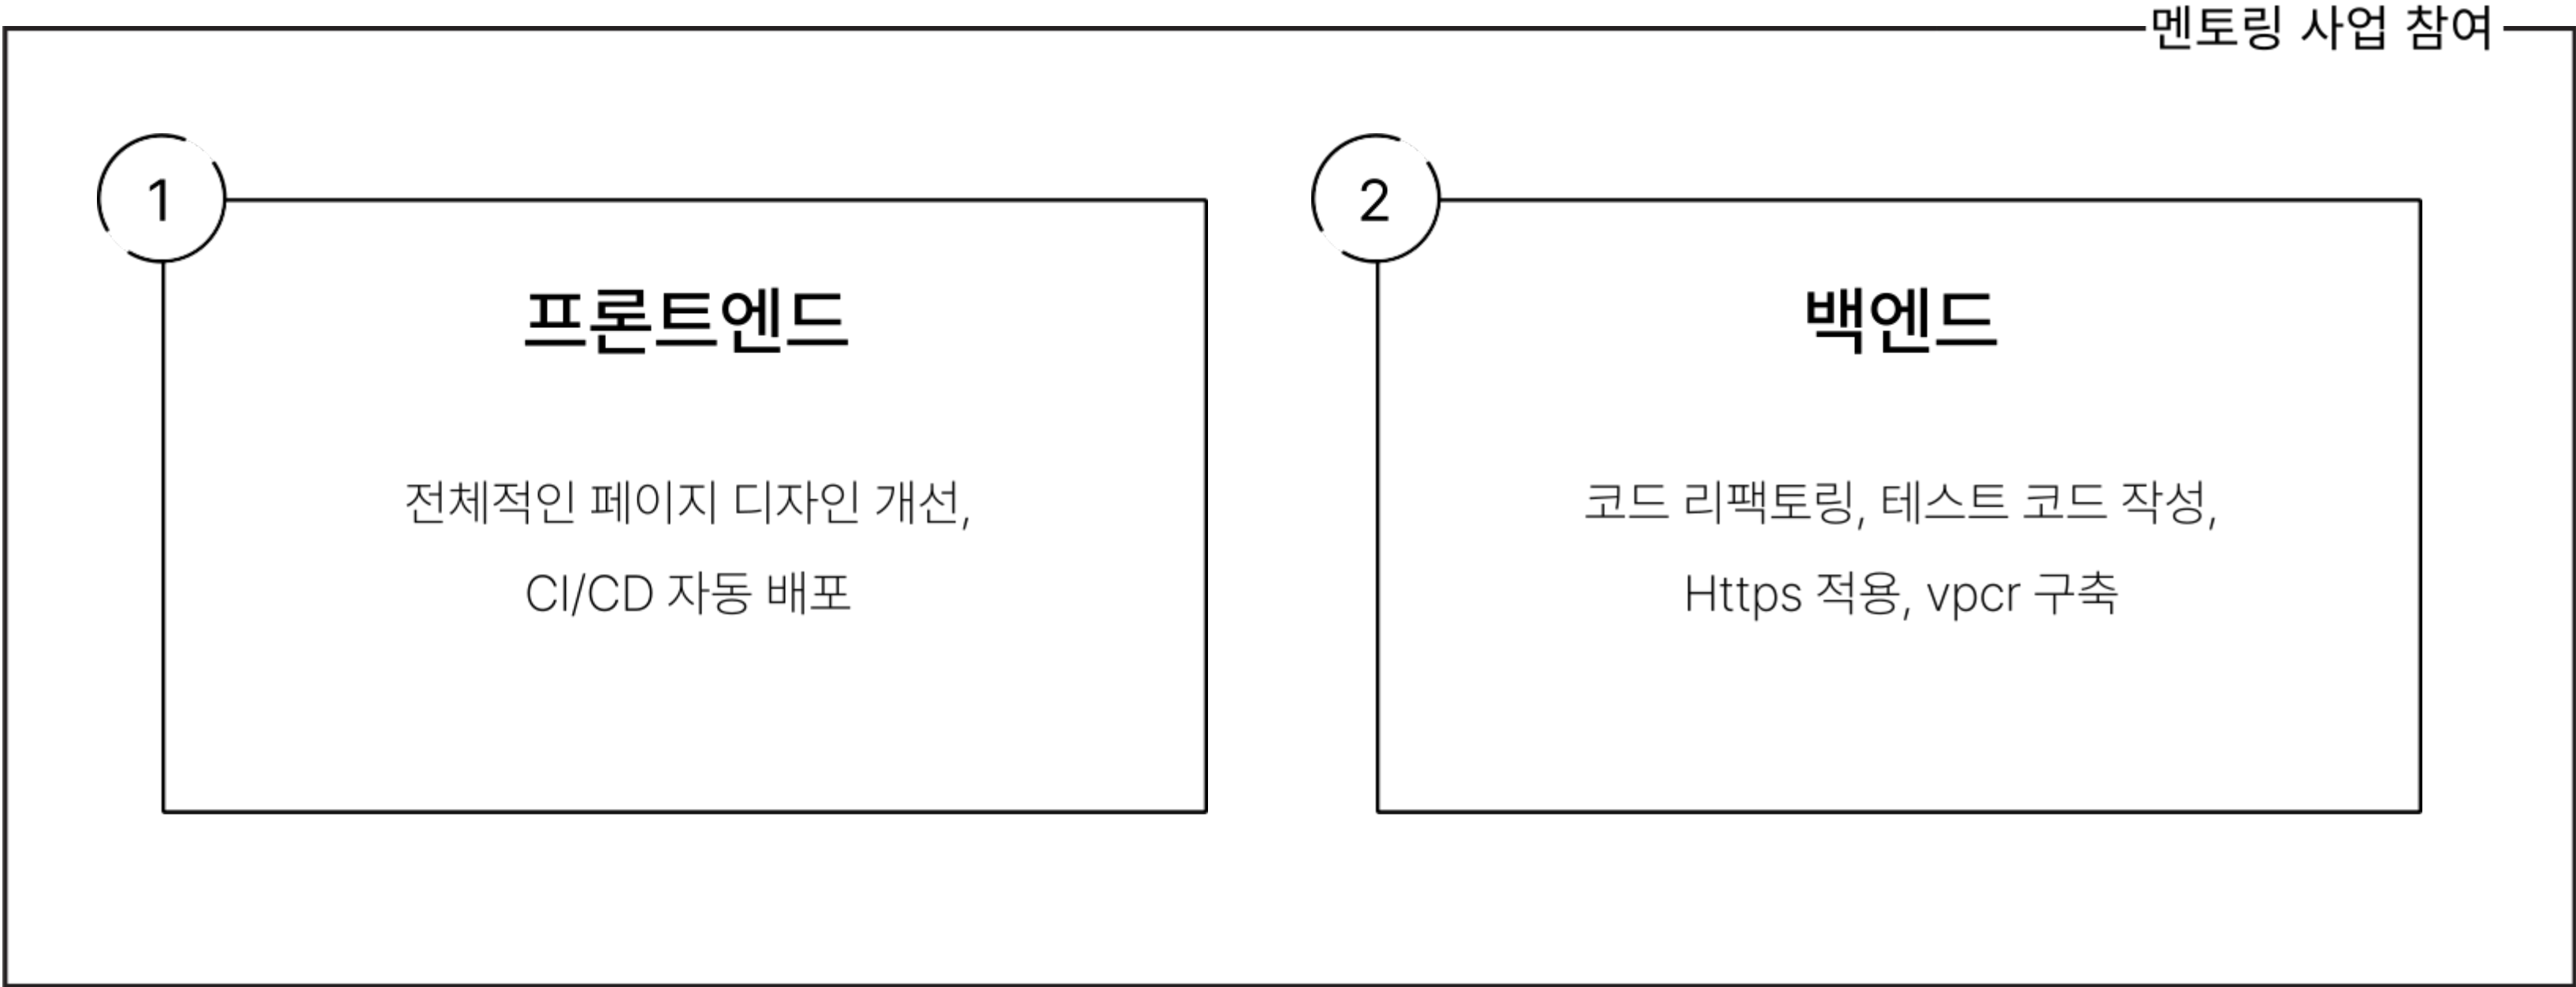 멘토링 사업 참여
1
프론트엔드
전체적인 페이지 디자인 개선,
CI/CD 자동 배포
2
백엔드
코드 리팩토링, 테스트 코드 작성,
Https 적용, vpcr 구축